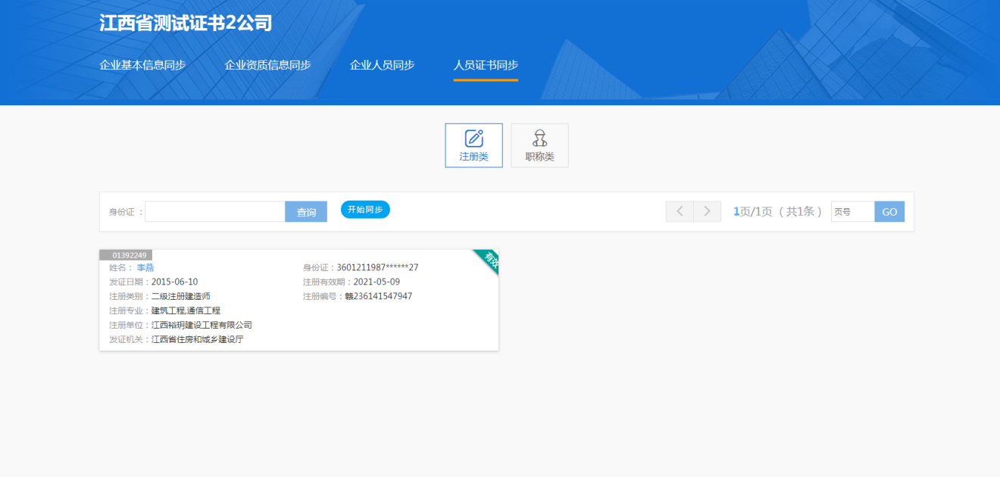 江西省测试证书2公司
企业基本信息同步 企业资质信息同步 企业人员同步 人员证书同步
注册类 职称类
身份证 : 查询 开始同步 1页/1页 ( 共1条 ) 页号 GO
01392249 有效
姓名: 李燕 身份证:3601211987******27
发证日期:2015-06-10 注册有效期:2021-05-09
注册类别:二级注册建造师 注册编号:赣236141547947
注册专业:建筑工程,通信工程
注册单位:江西裕玥建设工程有限公司
发证机关:江西省住房和城乡建设厅